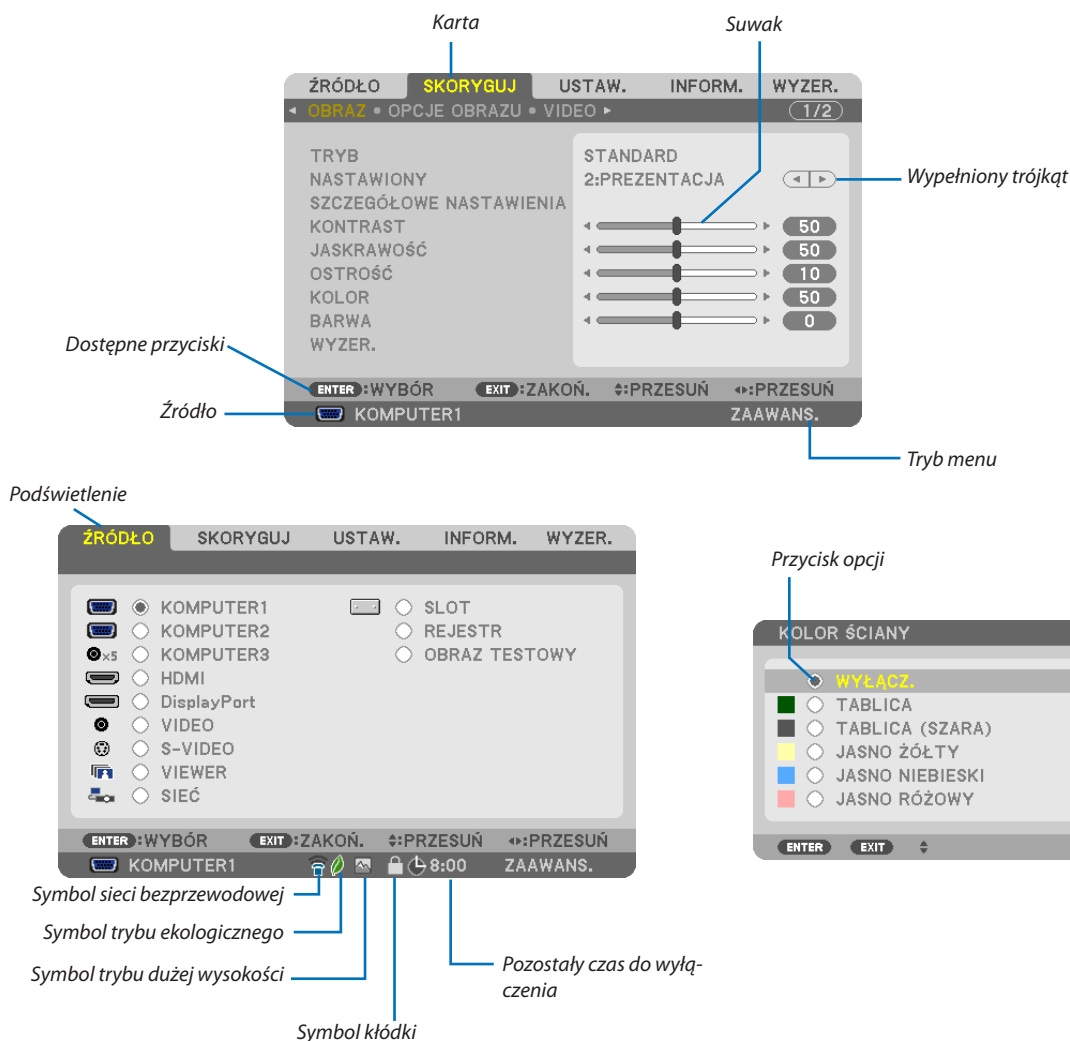 Karta
Suwak
ŹRÓDŁO SKORYGUJ USTAW. INFORM. WYZER.
OBRAZ • OPCJE OBRAZU • VIDEO 1/2
TRYB STANDARD
NASTAWIONY 2:PREZENTACJA
Wypełniony trójkąt
SZCZEGÓŁOWE NASTAWIENIA
KONTRAST 50
JASKRAWOŚĆ 50
OSTROŚĆ 10
KOLOR 50
BARWA 0
WYZER.
Dostępne przyciski
ENTER :WYBÓR EXIT :ZAKOŃ. :PRZESUŃ :PRZESUŃ
Źródło
KOMPUTER1 ZAAWANS.
Tryb menu
Podświetlenie
ŹRÓDŁO SKORYGUJ USTAW. INFORM. WYZER.
KOMPUTER1 SLOT
KOMPUTER2 REJESTR
×5 KOMPUTER3 OBRAZ TESTOWY
HDMI
DisplayPort
VIDEO
S-VIDEO
VIEWER
SIEĆ
ENTER :WYBÓR EXIT :ZAKOŃ. :PRZESUŃ :PRZESUŃ
KOMPUTER1 8:00 ZAAWANS.
Przycisk opcji
KOLOR ŚCIANY
WYŁĄCZ.
TABLICA
TABLICA (SZARA)
JASNO ŻÓŁTY
JASNO NIEBIESKI
JASNO RÓŻOWY
ENTER EXIT
Symbol sieci bezprzewodowej
Symbol trybu ekologicznego
Symbol trybu dużej wysokości
Pozostały czas do wyłą-
czenia
Symbol kłódki